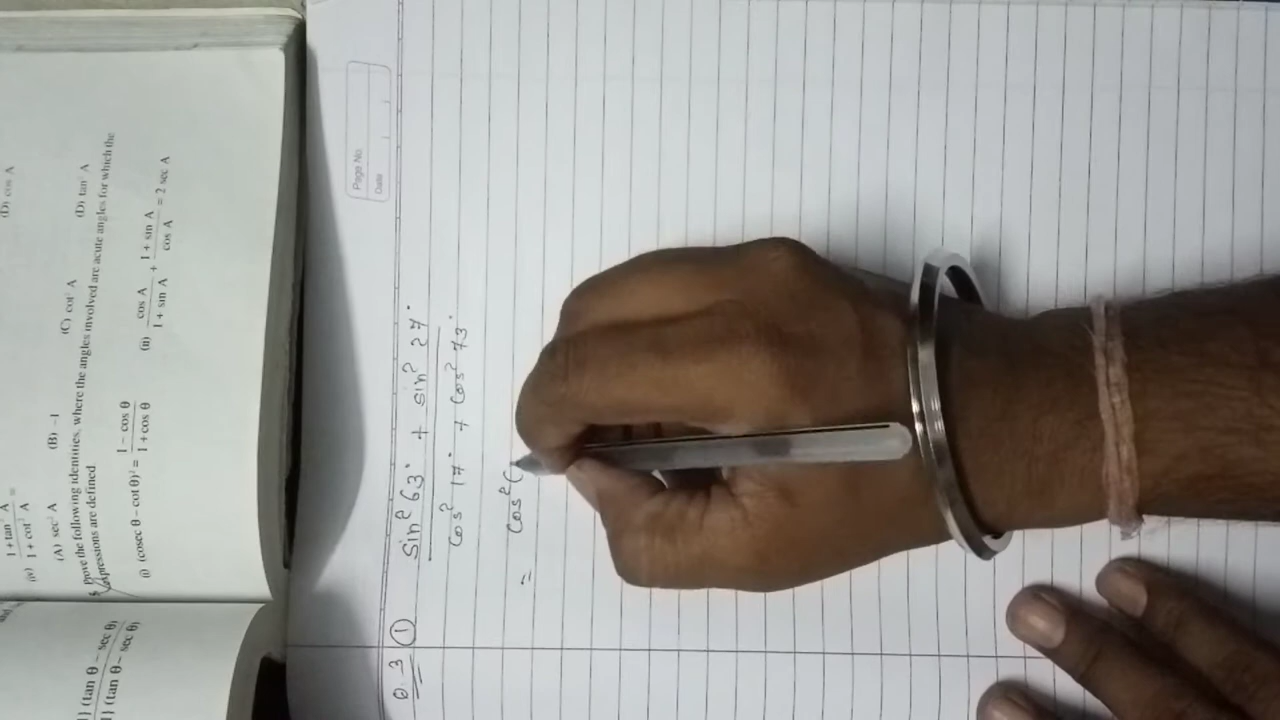 (D) cos A
1 + tan² A
(iv) 1 + cot² A =
(A) sec² A (B) –1 (C) cot² A (D) tan² A
Prove the following identities, where the angles involved are acute angles for which the
expressions are defined
(i) (cosec θ – cot θ)² = 1 – cos θ / 1 + cos θ (ii) cos A / 1 + sin A + 1 + sin A / cos A = 2 sec A
(tan θ – sec θ)
(tan θ – sec θ)
Page No.
Date
Q. 3 ① sin² 63° + sin² 27°
cos² 17° + cos² 73°
= cos² (